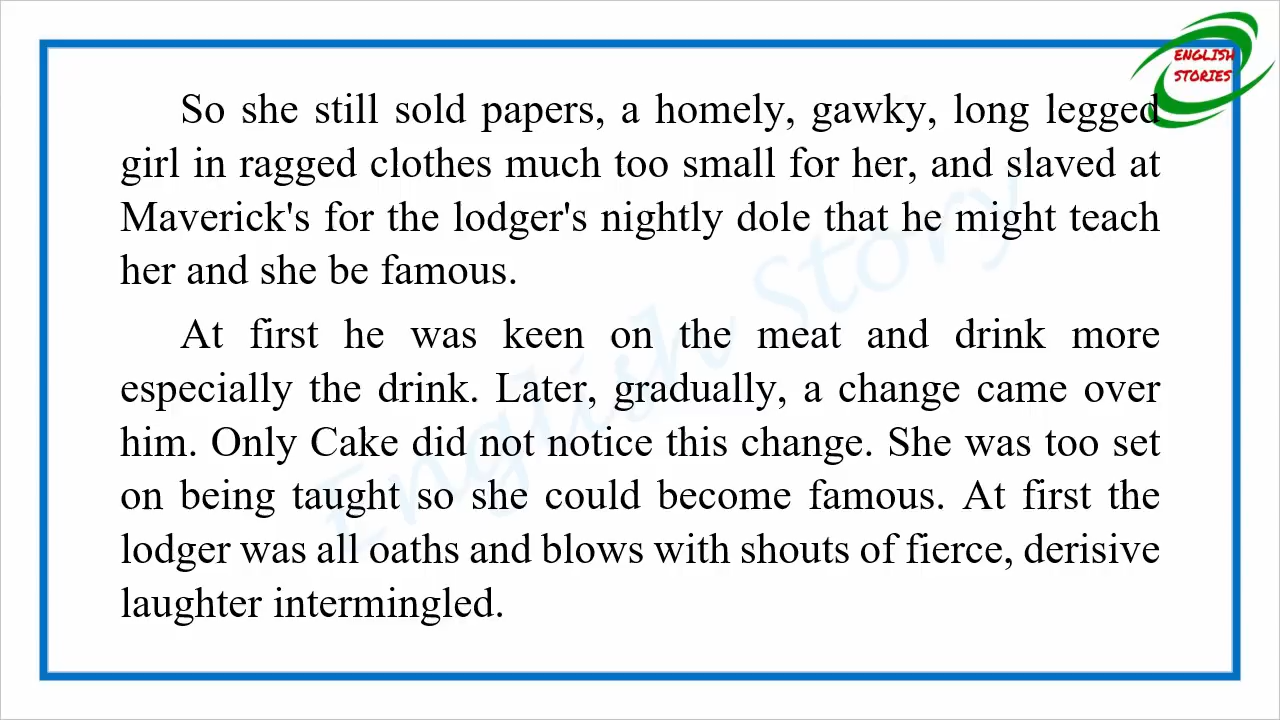 ENGLISH
STORIES
So she still sold papers, a homely, gawky, long legged
girl in ragged clothes much too small for her, and slaved at
Maverick's for the lodger's nightly dole that he might teach
her and she be famous.
At first he was keen on the meat and drink more
especially the drink. Later, gradually, a change came over
him. Only Cake did not notice this change. She was too set
on being taught so she could become famous. At first the
lodger was all oaths and blows with shouts of fierce, derisive
laughter intermingled.
English Story